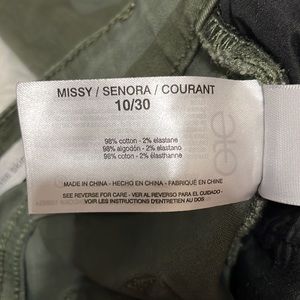 MISSY / SENORA / COURANT
10/30
98% cotton - 2% elastane
98% algodón - 2% elastano
98% coton - 2% élasthanne
MADE IN CHINA - HECHO EN CHINA - FABRIQUÉ EN CHINE
SEE REVERSE FOR CARE - VER AL REVERSO PARA EL CUIDADO -
VOIR LES INSTRUCTIONS D'ENTRETIEN AU DOS